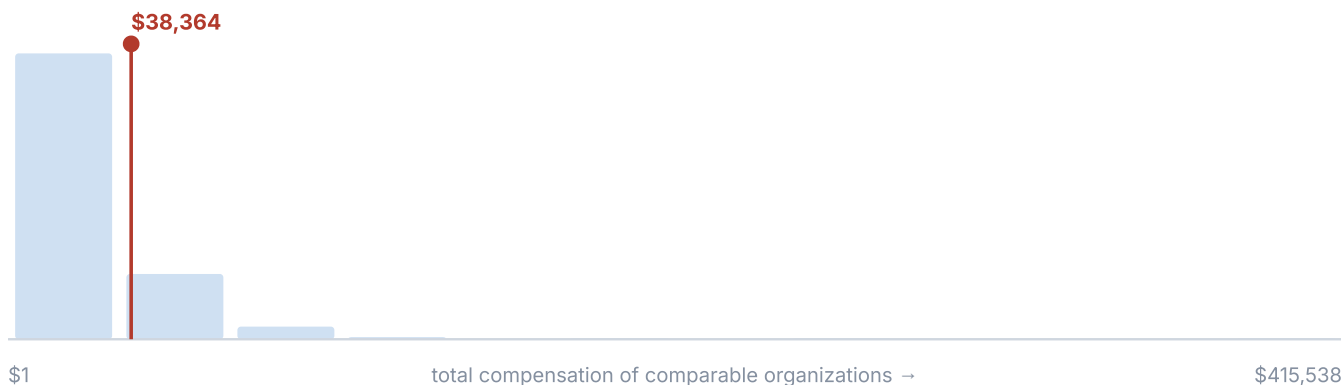 $38,364
$1 total compensation of comparable organizations → $415,538